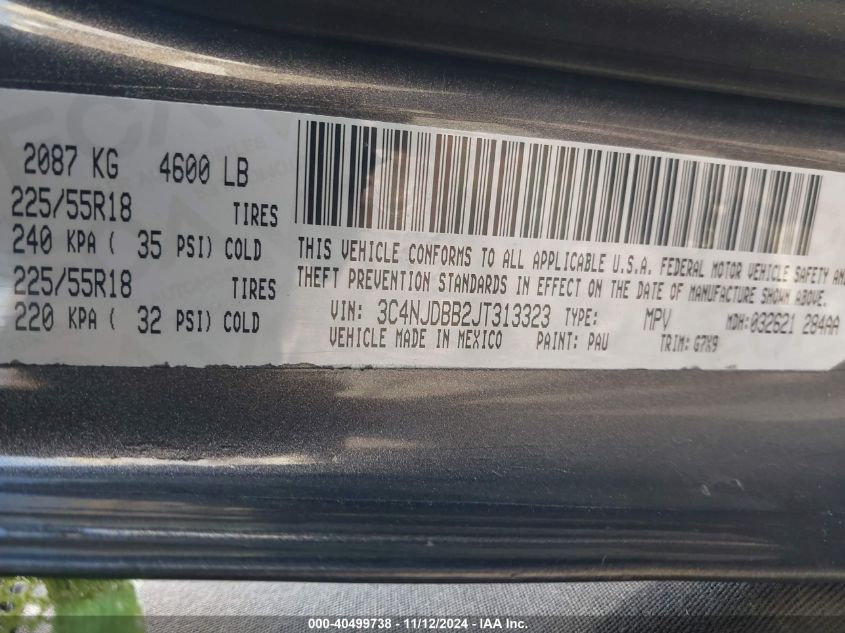 2087 KG 4600 LB
225/55R18 TIRES
240 KPA ( 35 PSI) COLD
225/55R18 TIRES
220 KPA ( 32 PSI) COLD
THIS VEHICLE CONFORMS TO ALL APPLICABLE U.S.A. FEDERAL MOTOR VEHICLE SAFETY AND
THEFT PREVENTION STANDARDS IN EFFECT ON THE DATE OF MANUFACTURE SHOWN ABOVE.
VIN: 3C4NJDBB2JT313323 TYPE: MPV MDH:032621 284AA
VEHICLE MADE IN MEXICO PAINT: PAU TRIM: G7X9
000-40499738 - 11/12/2024 - IAA Inc.